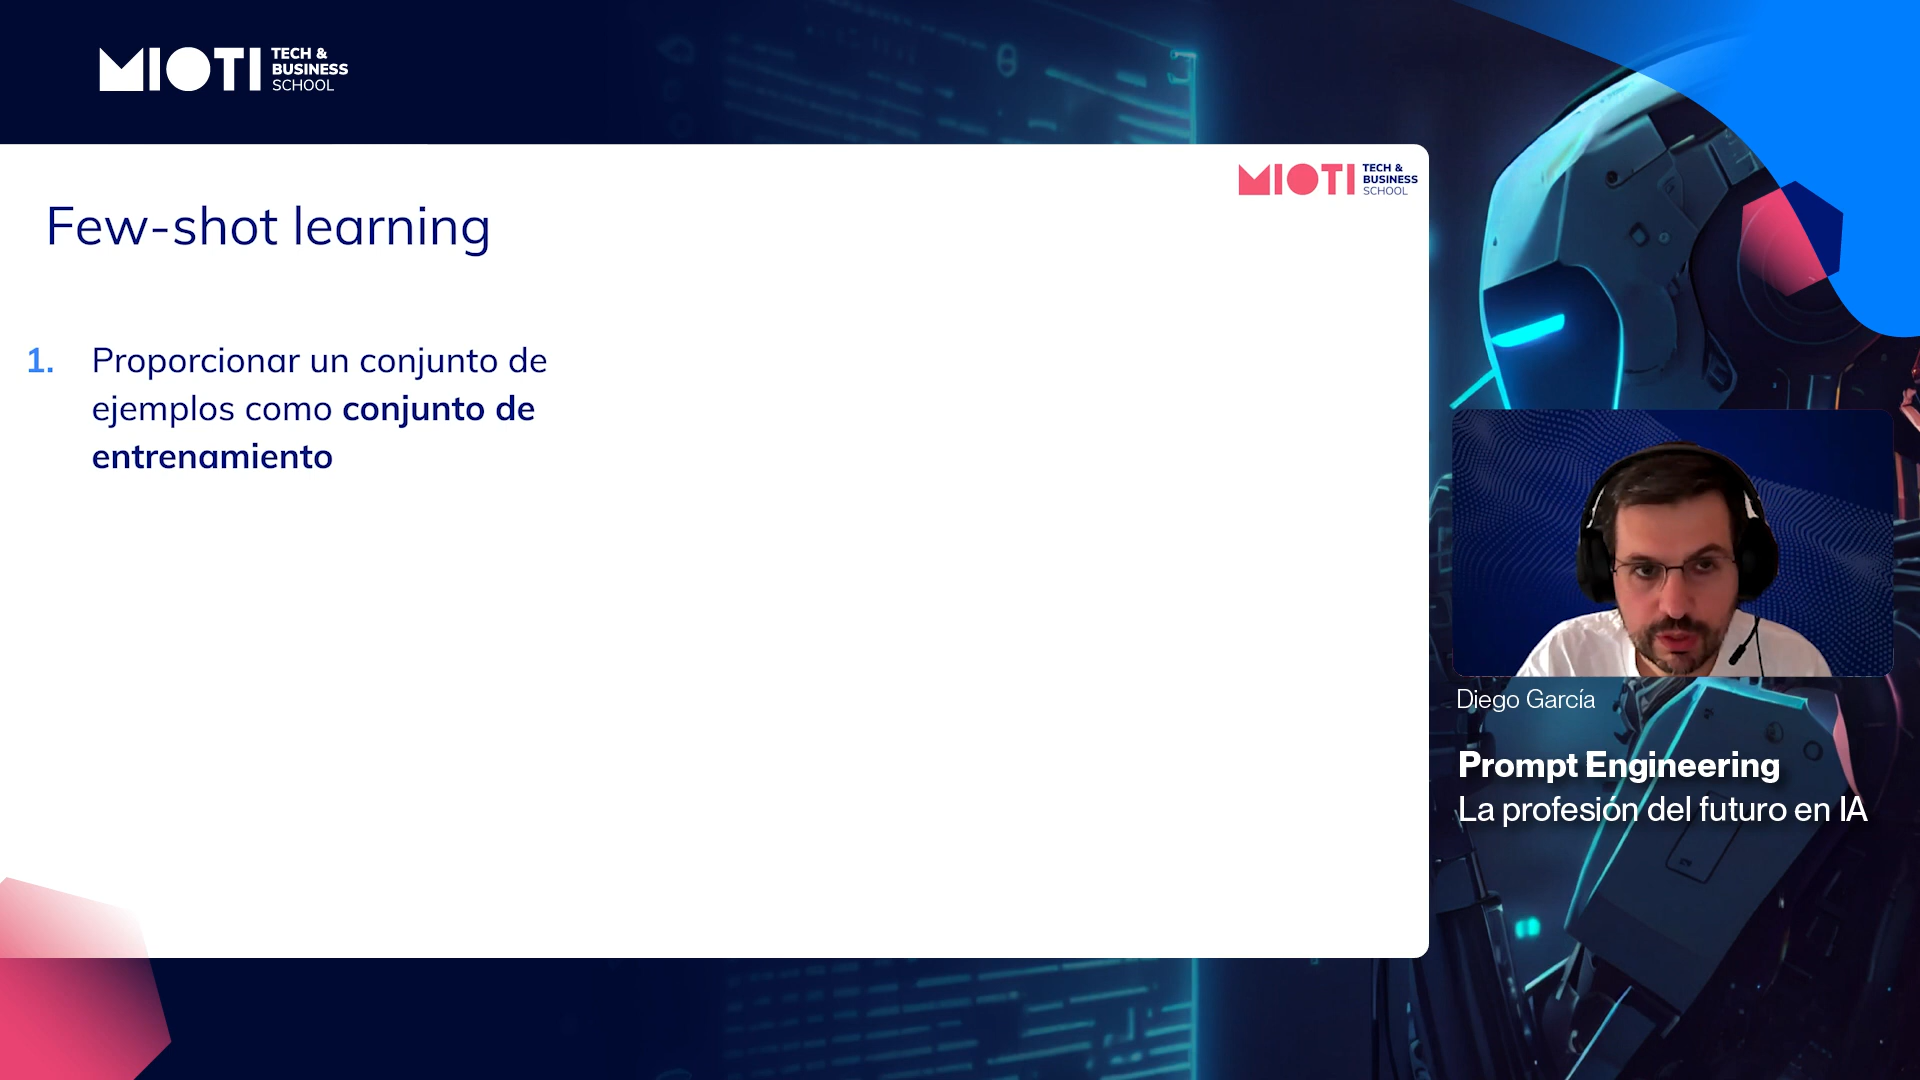 MIOTI TECH &
BUSINESS
SCHOOL
MIOTI TECH &
BUSINESS
SCHOOL
Few-shot learning
1. Proporcionar un conjunto de
ejemplos como conjunto de
entrenamiento
Diego García
Prompt Engineering
La profesión del futuro en IA